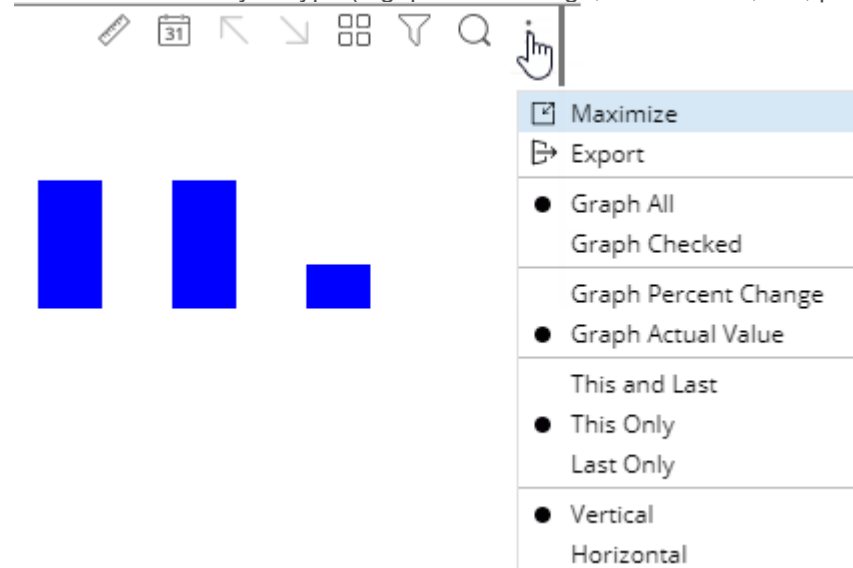 31
Maximize
Export
Graph All
Graph Checked
Graph Percent Change
Graph Actual Value
This and Last
This Only
Last Only
Vertical
Horizontal